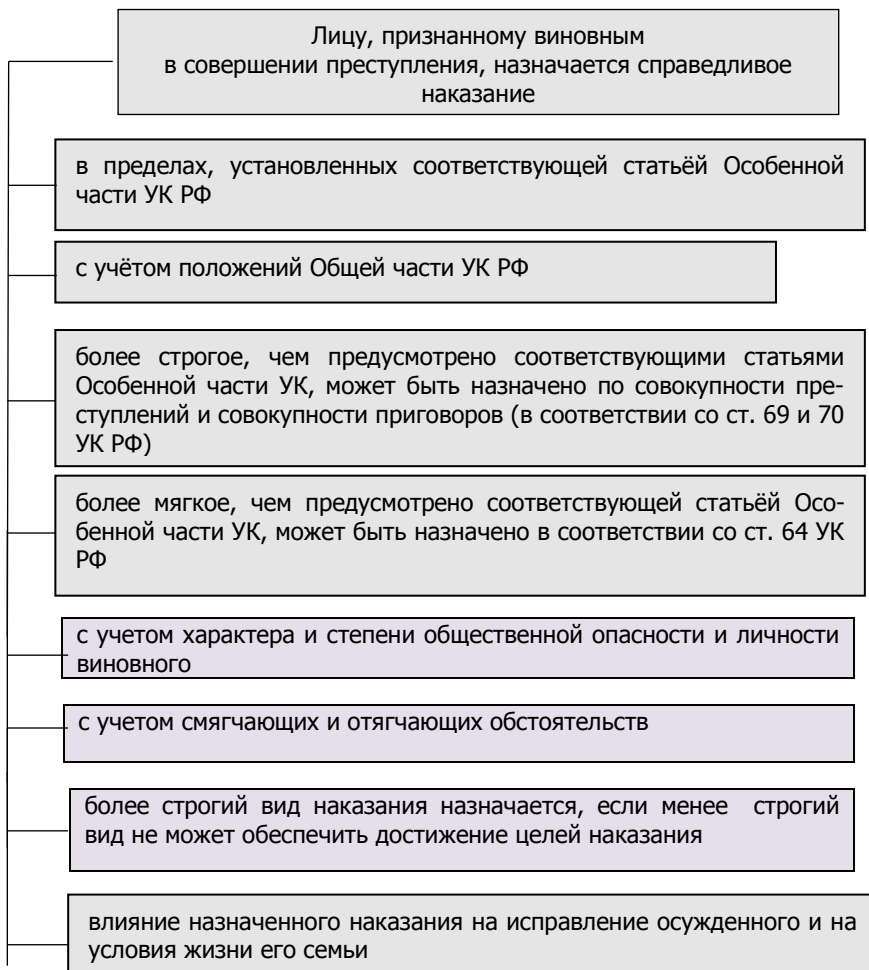 Лицу, признанному виновным
в совершении преступления, назначается справедливое
наказание
в пределах, установленных соответствующей статьёй Особенной
части УК РФ
с учётом положений Общей части УК РФ
более строгое, чем предусмотрено соответствующими статьями
Особенной части УК, может быть назначено по совокупности пре-
ступлений и совокупности приговоров (в соответствии со ст. 69 и 70
УК РФ)
более мягкое, чем предусмотрено соответствующей статьёй Осо-
бенной части УК, может быть назначено в соответствии со ст. 64 УК
РФ
с учетом характера и степени общественной опасности и личности
виновного
с учетом смягчающих и отягчающих обстоятельств
более строгий вид наказания назначается, если менее строгий
вид не может обеспечить достижение целей наказания
влияние назначенного наказания на исправление осужденного и на
условия жизни его семьи